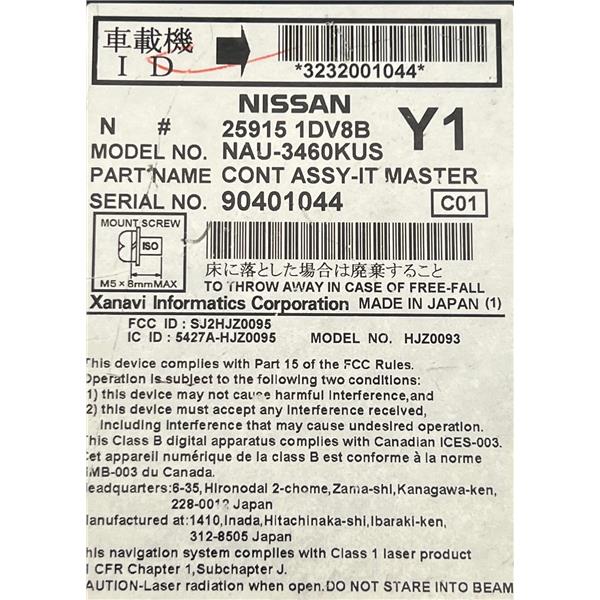 車載機
ID
*3232001044*
NISSAN
N # 25915 1DV8B Y1
MODEL NO. NAU-3460KUS
PART NAME CONT ASSY-IT MASTER
SERIAL NO. 90401044 C01
MOUNT SCREW
ISO
M5×8mmMAX
床に落とした場合は廃棄すること
TO THROW AWAY IN CASE OF FREE-FALL
Xanavi Informatics Corporation MADE IN JAPAN (1)
FCC ID : SJ2HJZ0095
IC ID : 5427A-HJZ0095 MODEL NO. HJZ0093
This device complies with Part 15 of the FCC Rules.
Operation is subject to the following two conditions:
1) this device may not cause harmful interference,and
2) this device must accept any interference received,
including interference that may cause undesired operation.
This Class B digital apparatus complies with Canadian ICES-003.
Cet appareil numérique de la class B est conforme à la norme
NMB-003 du Canada.
Headquarters:6-35,Hironodal 2-chome,Zama-shi,Kanagawa-ken,
228-0012 Japan
Manufactured at:1410,Inada,Hitachinaka-shi,Ibaraki-ken,
312-8505 Japan
This navigation system complies with Class 1 laser product
1 CFR Chapter 1,Subchapter J.
CAUTION-Laser radiation when open.DO NOT STARE INTO BEAM